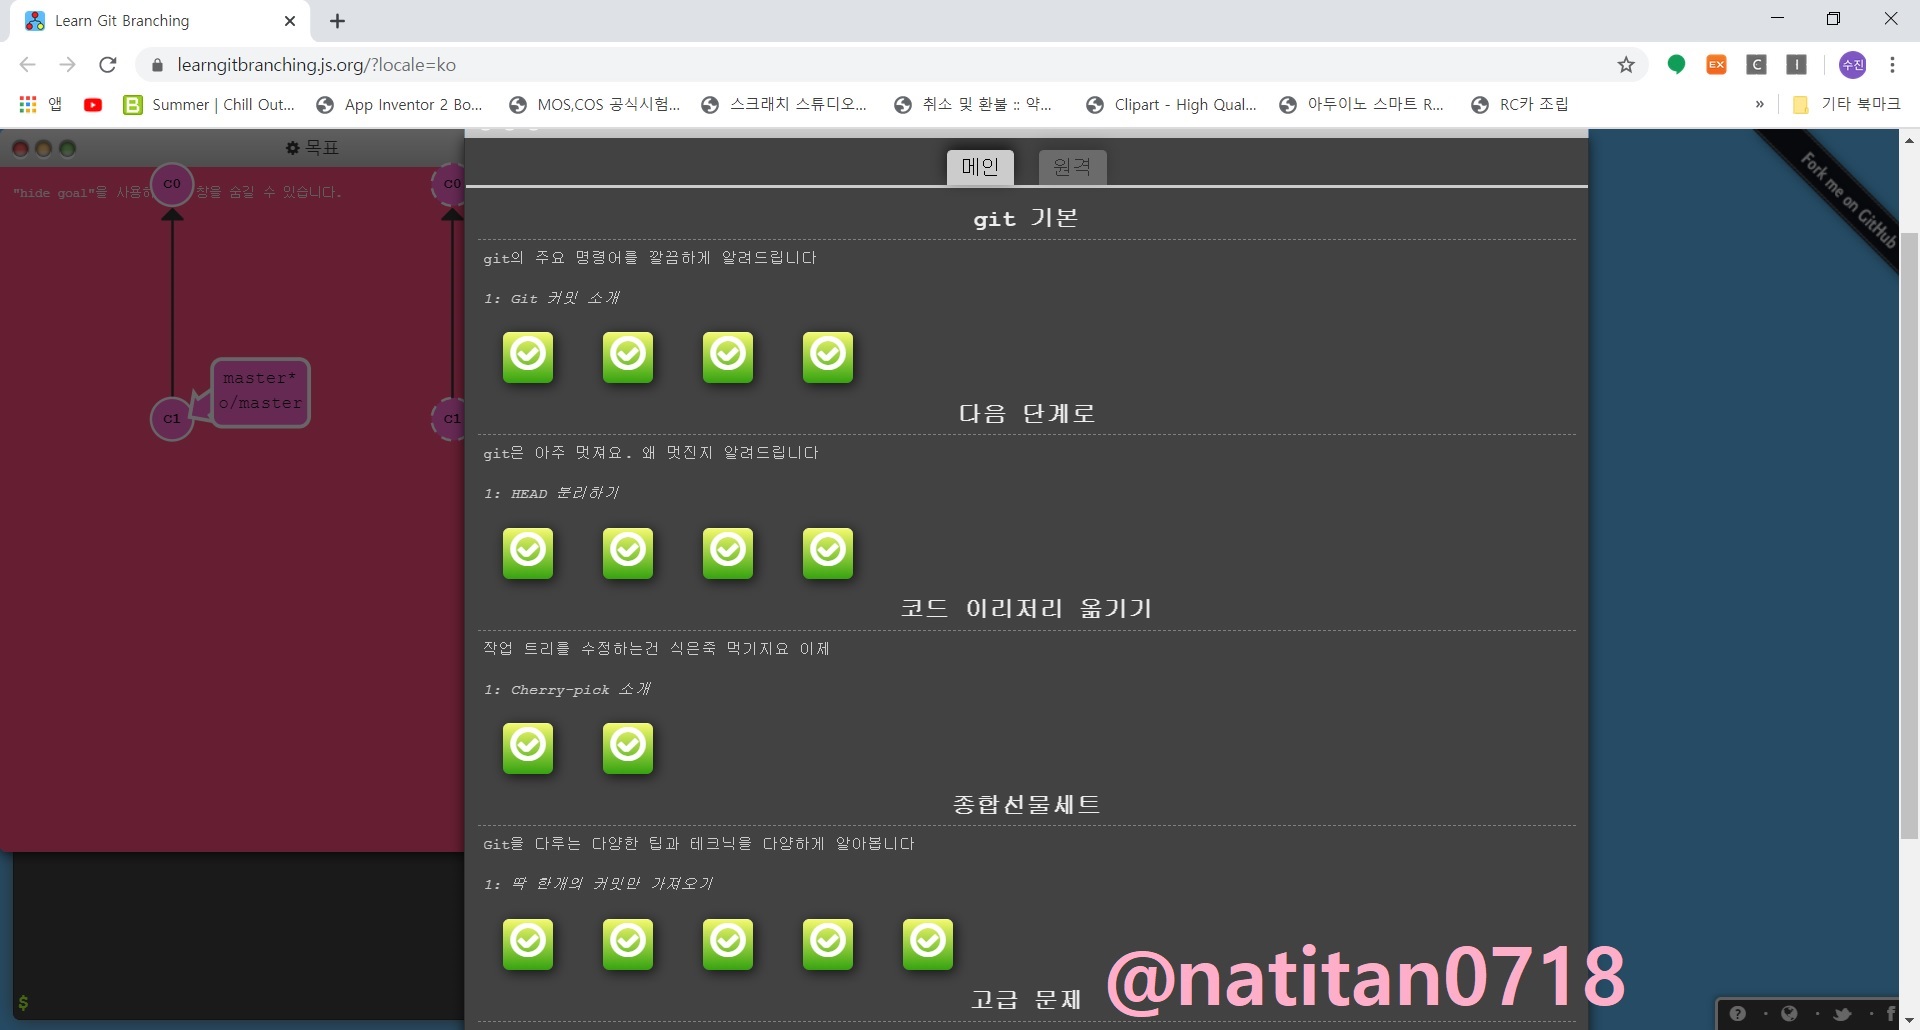 Learn Git Branching
learngitbranching.js.org/?locale=ko
EX
C
I
수진
앱
Summer | Chill Out...
App Inventor 2 Bo...
MOS,COS 공식시험...
스크래치 스튜디오...
취소 및 환불 :: 약...
Clipart - High Qual...
아두이노 스마트 R...
RC카 조립
»
기타 북마크
목표
"hide goal"을 사용하 창을 숨길 수 있습니다.
C0
C0
master*
o/master
C1
C1
$
메인
원격
git 기본
git의 주요 명령어를 깔끔하게 알려드립니다
1: Git 커밋 소개
다음 단계로
git은 아주 멋져요. 왜 멋진지 알려드립니다
1: HEAD 분리하기
코드 이리저리 옮기기
작업 트리를 수정하는건 식은죽 먹기지요 이제
1: Cherry-pick 소개
종합선물세트
Git을 다루는 다양한 팁과 테크닉을 다양하게 알아봅니다
1: 딱 한개의 커밋만 가져오기
고급 문제
@natitan0718
Fork me on GitHub